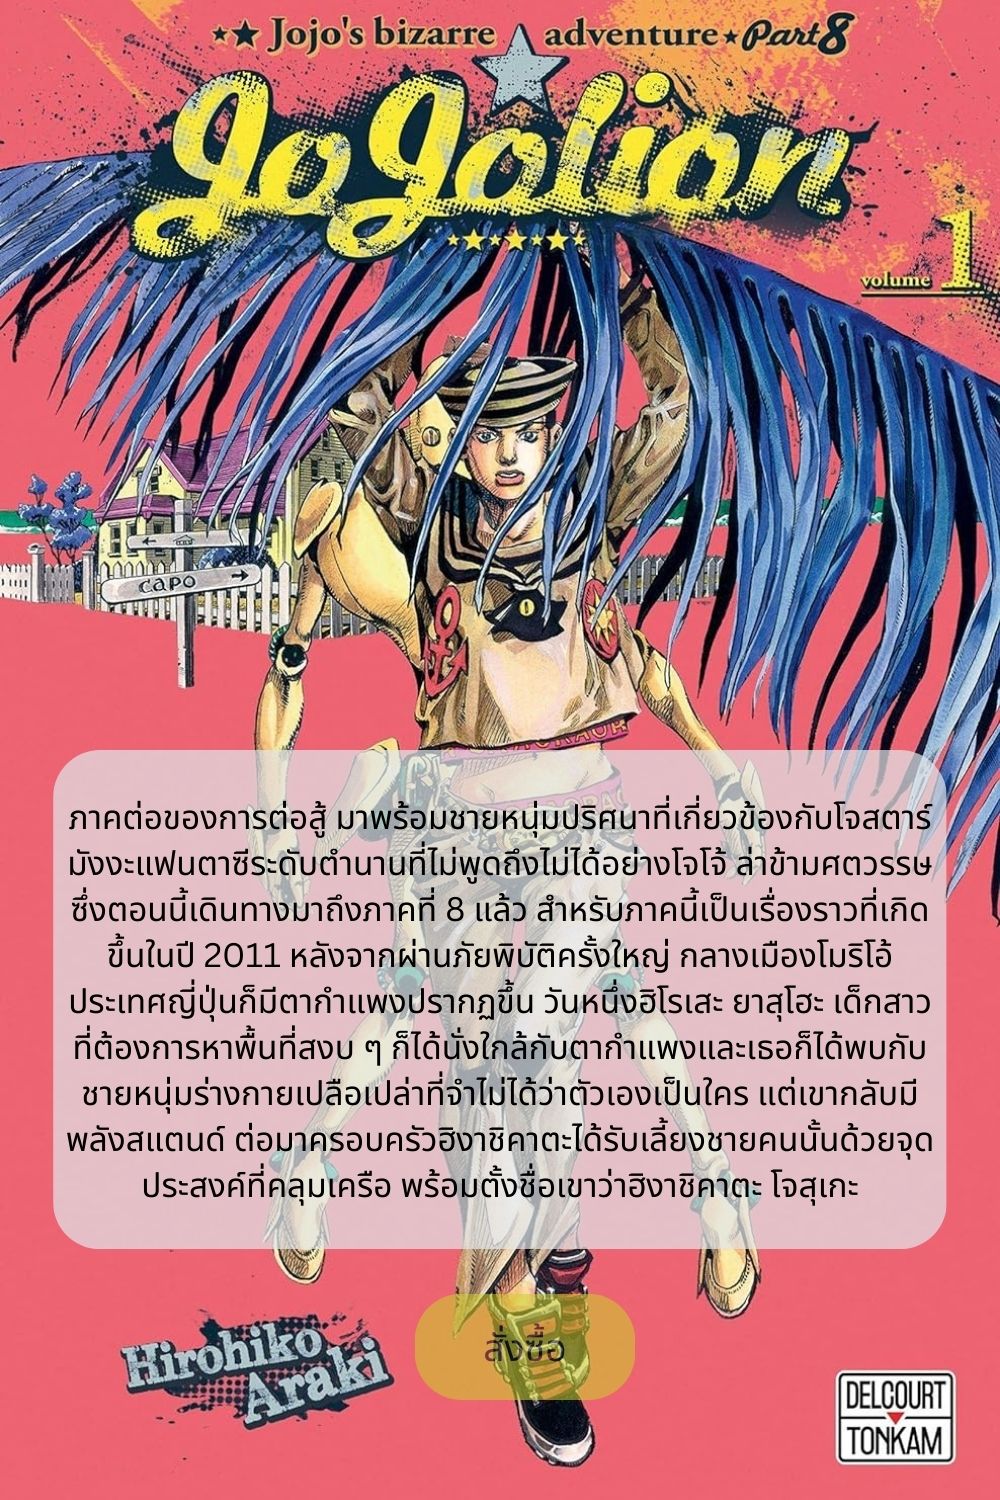 Jojo's bizarre adventure Part 8
JoJolion
volume 1
CAPO
ภาคต่อของการต่อสู้ มาพร้อมชายหนุ่มปริศนาที่เกี่ยวข้องกับโจสตาร์
มังงะแฟนตาซีระดับตำนานที่ไม่พูดถึงไม่ได้อย่างโจโจ้ ล่าข้ามศตวรรษ
ซึ่งตอนนี้เดินทางมาถึงภาคที่ 8 แล้ว สำหรับภาคนี้เป็นเรื่องราวที่เกิด
ขึ้นในปี 2011 หลังจากผ่านภัยพิบัติครั้งใหญ่ กลางเมืองโมริโอ้
ประเทศญี่ปุ่นก็มีตากำแพงปรากฏขึ้น วันหนึ่งฮิโรเสะ ยาสุโฮะ เด็กสาว
ที่ต้องการหาพื้นที่สงบ ๆ ก็ได้นั่งใกล้กับตากำแพงและเธอก็ได้พบกับ
ชายหนุ่มร่างกายเปลือเปล่าที่จำไม่ได้ว่าตัวเองเป็นใคร แต่เขากลับมี
พลังสแตนด์ ต่อมาครอบครัวฮิงาชิคาตะได้รับเลี้ยงชายคนนั้นด้วยจุด
ประสงค์ที่คลุมเครือ พร้อมตั้งชื่อเขาว่าฮิงาชิคาตะ โจสุเกะ
สั่งซื้อ
Hirohiko
Araki
DELCOURT
TONKAM